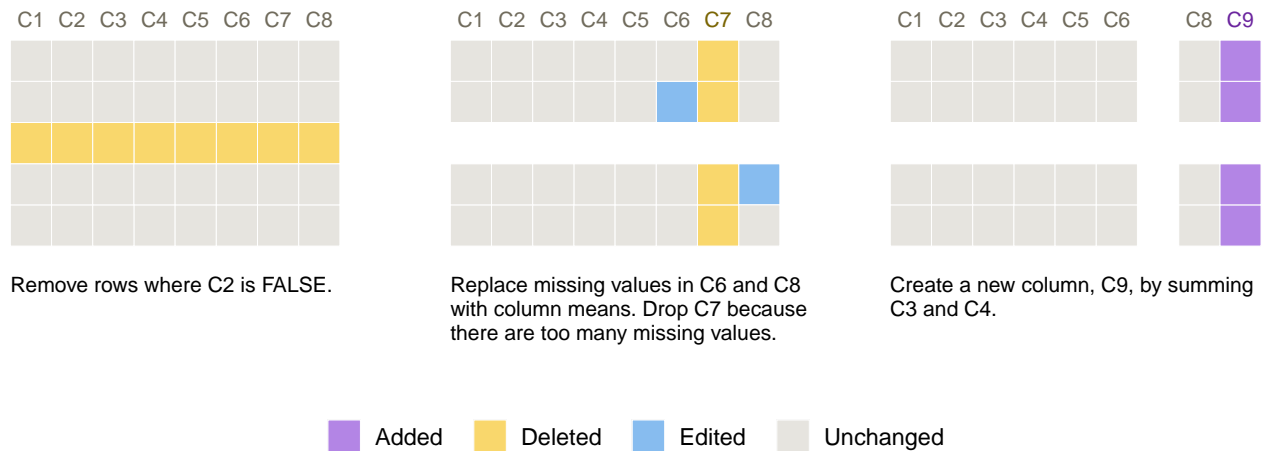 C1 C2 C3 C4 C5 C6 C7 C8
C1 C2 C3 C4 C5 C6 C7 C8
C1 C2 C3 C4 C5 C6 C8 C9
Remove rows where C2 is FALSE.
Replace missing values in C6 and C8
with column means. Drop C7 because
there are too many missing values.
Create a new column, C9, by summing
C3 and C4.
Added
Deleted
Edited
Unchanged